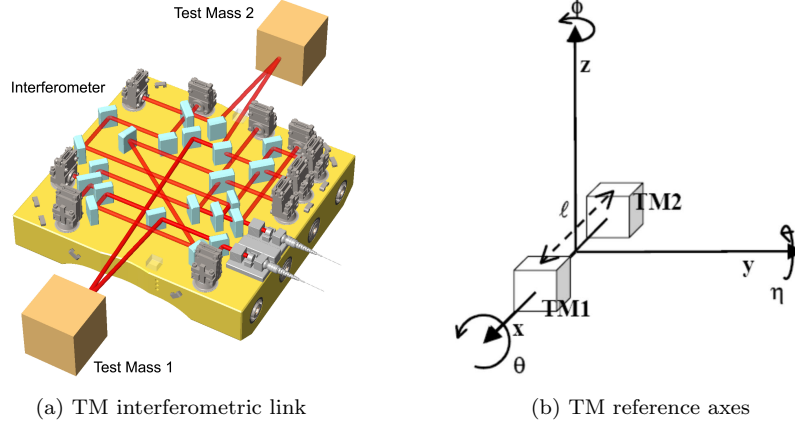 Test Mass 2
Interferometer
Test Mass 1
(a) TM interferometric link
ϕ
z
ℓ
TM2
y
η
TM1
x
θ
(b) TM reference axes